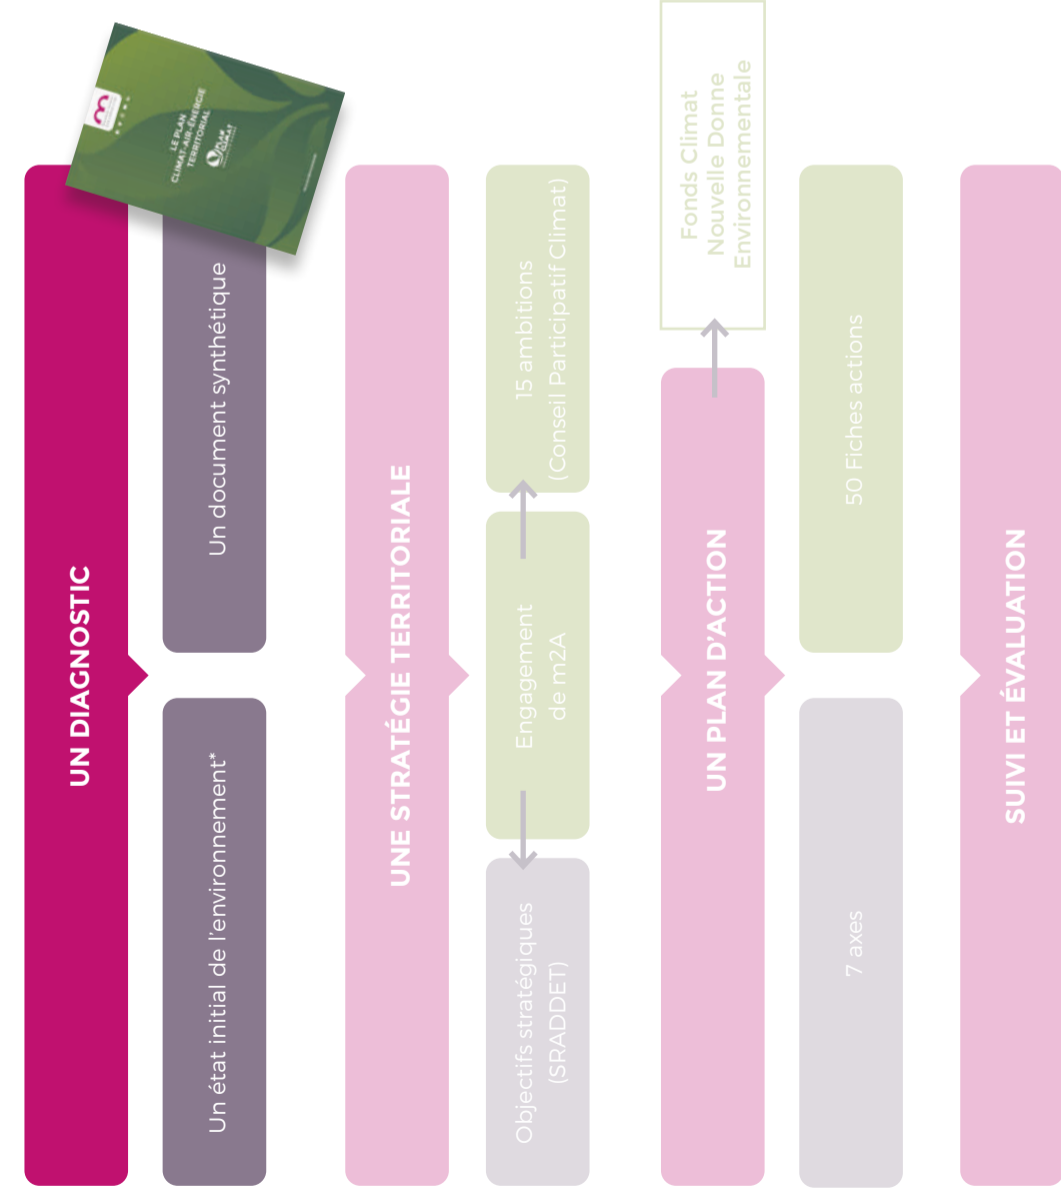 UN DIAGNOSTIC
Un état initial de l'environnement*
Un document synthétique
LE PLAN
CLIMAT-AIR-ÉNERGIE
TERRITORIAL
PLAN
CLIMAT
UNE STRATÉGIE TERRITORIALE
Objectifs stratégiques
(SRADDET)
Engagement
de m2A
15 ambitions
(Conseil Participatif Climat)
UN PLAN D'ACTION
Fonds Climat
Nouvelle Donne
Environnementale
7 axes
50 Fiches actions
SUIVI ET ÉVALUATION